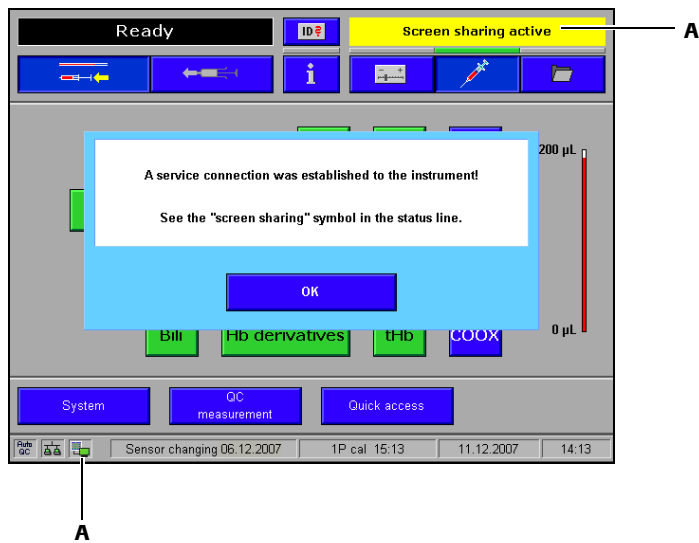 Ready
ID?
Screen sharing active
A
i
200 µL
A service connection was established to the instrument!
See the "screen sharing" symbol in the status line.
OK
Bili
Hb derivatives
tHb
COOX
0 µL
System
QC
measurement
Quick access
Auto
QC
Sensor changing 06.12.2007
1P cal 15:13
11.12.2007
14:13
A